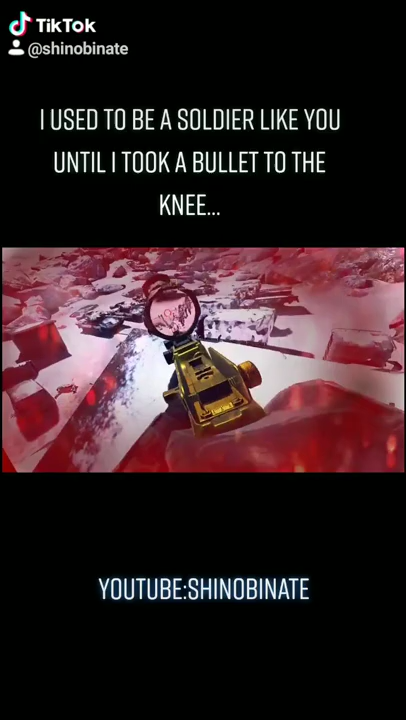 TikTok
@shinobinate
I USED TO BE A SOLDIER LIKE YOU
UNTIL I TOOK A BULLET TO THE
KNEE...
YOUTUBE:SHINOBINATE